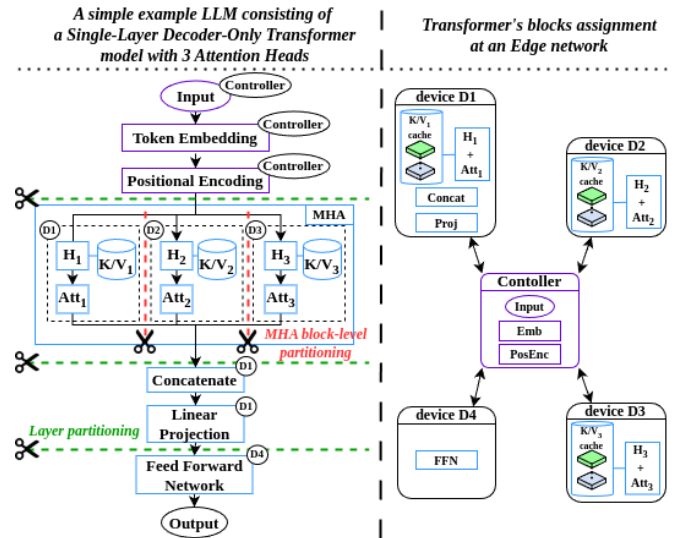 A simple example LLM consisting of
a Single-Layer Decoder-Only Transformer
model with 3 Attention Heads
Transformer's blocks assignment
at an Edge network
Input
Controller
Token Embedding
Controller
Positional Encoding
Controller
MHA
D1
D2
D3
H1
K/V1
H2
K/V2
H3
K/V3
Att1
Att2
Att3
MHA block-level
partitioning
Concatenate
D1
Linear
Projection
D1
Layer partitioning
Feed Forward
Network
D4
Output
device D1
K/V1
cache
H1
+
Att1
Concat
Proj
device D2
K/V2
cache
H2
+
Att2
Contoller
Input
Emb
PosEnc
device D4
FFN
device D3
K/V3
cache
H3
+
Att3